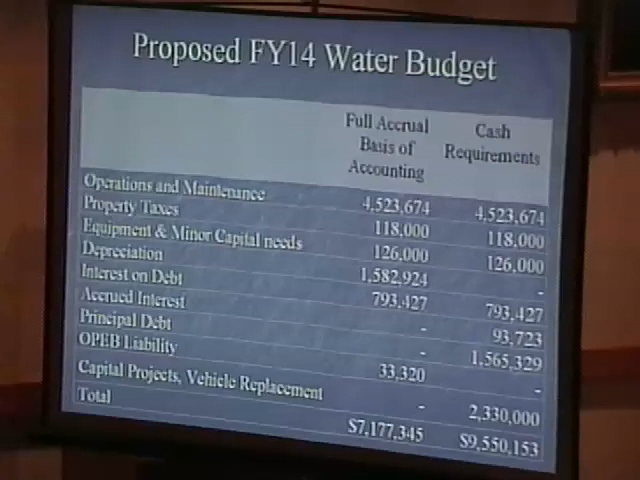 Proposed FY14 Water Budget
Full Accrual Basis of Accounting Cash Requirements
Operations and Maintenance 4,523,674 4,523,674
Property Taxes 118,000 118,000
Equipment & Minor Capital needs 126,000 126,000
Depreciation 1,582,924 -
Interest on Debt 793,427 793,427
Accrued Interest - 93,723
Principal Debt - 1,565,329
OPEB Liability 33,320 -
Capital Projects, Vehicle Replacement - 2,330,000
Total $7,177,345 $9,550,153